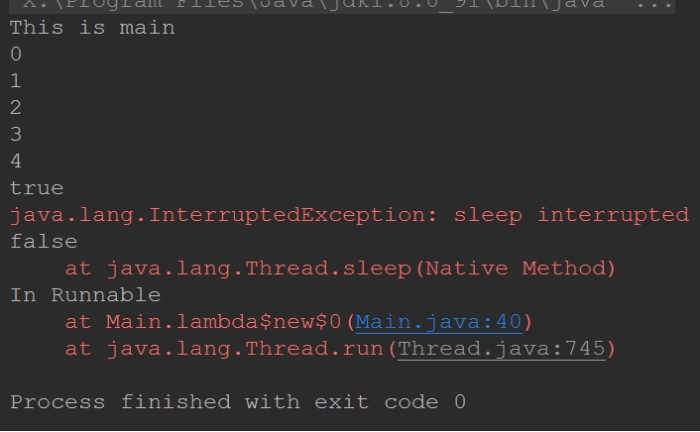 X:\Program Files\Java\jdk1.8.0_91\bin\java" ...
This is main
0
1
2
3
4
true
java.lang.InterruptedException: sleep interrupted
false
    at java.lang.Thread.sleep(Native Method)
In Runnable
    at Main.lambda$new$0(Main.java:40)
    at java.lang.Thread.run(Thread.java:745)
Process finished with exit code 0